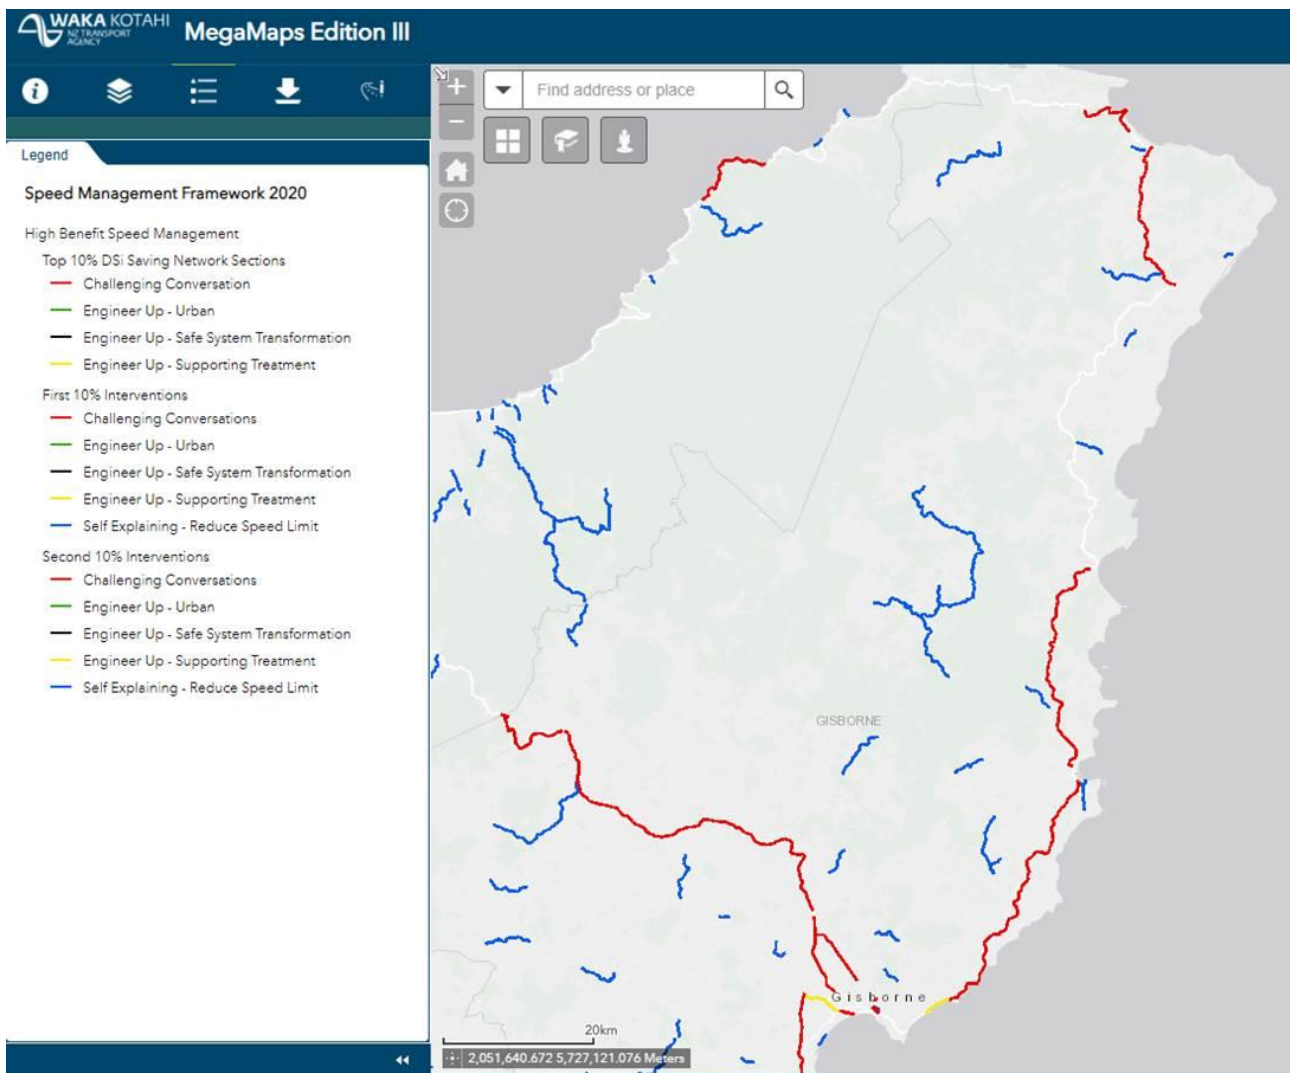 WAKA KOTAHI
NZ TRANSPORT
AGENCY
MegaMaps Edition III
Find address or place
Legend
Speed Management Framework 2020
High Benefit Speed Management
Top 10% DSi Saving Network Sections
Challenging Conversation
Engineer Up - Urban
Engineer Up - Safe System Transformation
Engineer Up - Supporting Treatment
First 10% Interventions
Challenging Conversations
Engineer Up - Urban
Engineer Up - Safe System Transformation
Engineer Up - Supporting Treatment
Self Explaining - Reduce Speed Limit
Second 10% Interventions
Challenging Conversations
Engineer Up - Urban
Engineer Up - Safe System Transformation
Engineer Up - Supporting Treatment
Self Explaining - Reduce Speed Limit
GISBORNE
Gisborne
20km
2,051,640.672 5,727,121.076 Meters